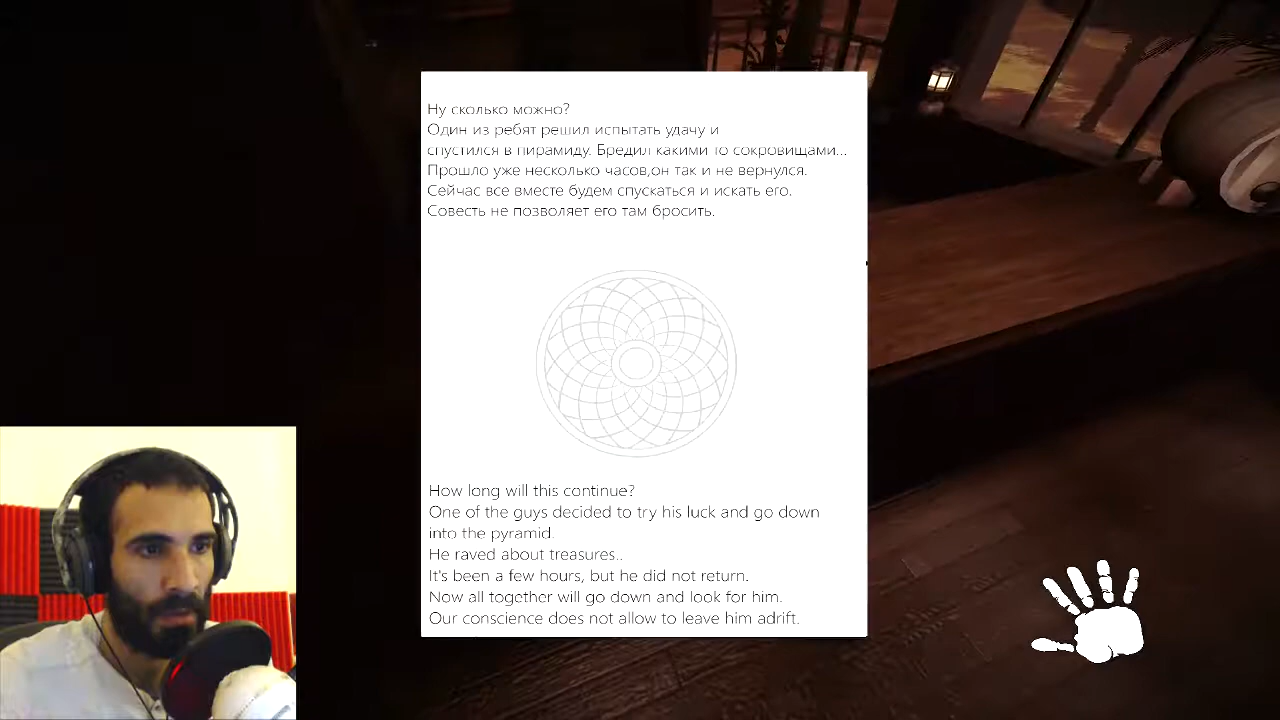 Ну сколько можно?
Один из ребят решил испытать удачу и
спустился в пирамиду. Бредил какими то сокровищами...
Прошло уже несколько часов,он так и не вернулся.
Сейчас все вместе будем спускаться и искать его.
Совесть не позволяет его там бросить.
How long will this continue?
One of the guys decided to try his luck and go down
into the pyramid.
He raved about treasures..
It's been a few hours, but he did not return.
Now all together will go down and look for him.
Our conscience does not allow to leave him adrift.